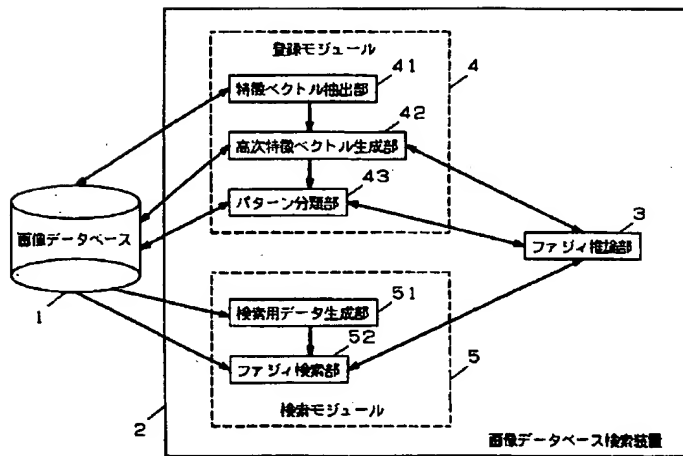 登録モジュール
4
41
特徴ベクトル抽出部
42
高次特徴ベクトル生成部
43
パターン分類部
画像データベース
1
3
ファジィ推論部
51
検索用データ生成部
52
ファジィ検索部
5
検索モジュール
2
画像データベース検索装置